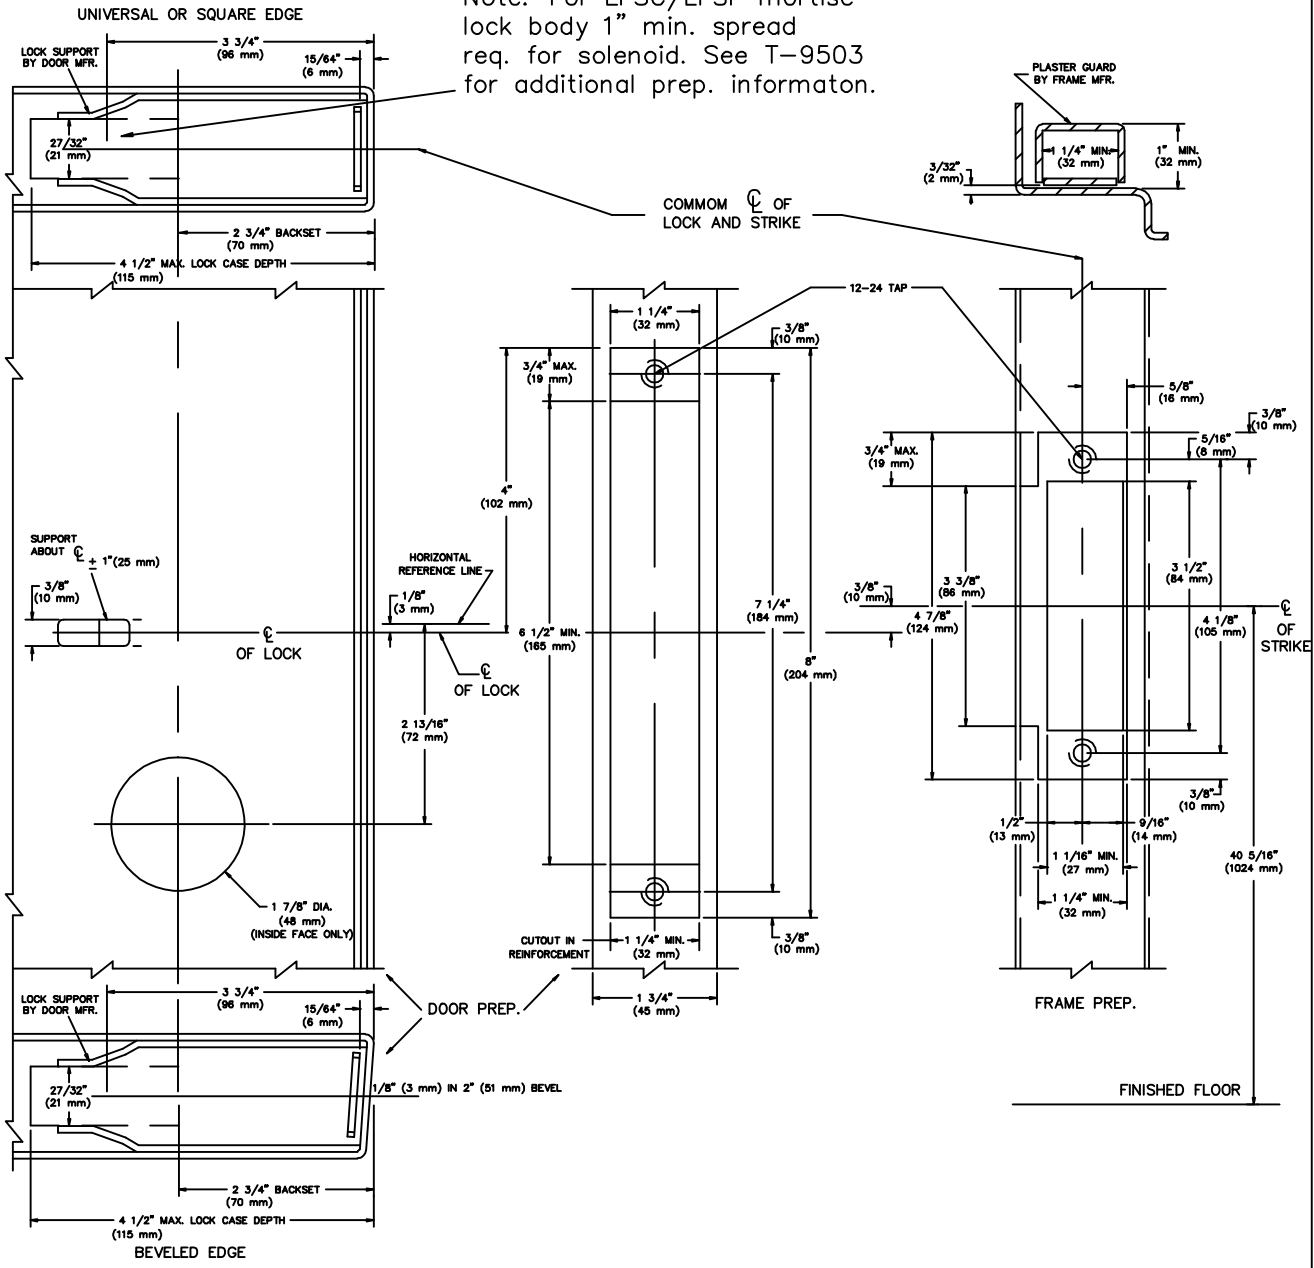 UNIVERSAL OR SQUARE EDGE
lock body 1" min. spread
req. for solenoid. See T-9503
for additional prep. informaton.
LOCK SUPPORT
BY DOOR MFR.
3 3/4"
(96 mm)
15/64"
(6 mm)
27/32"
(21 mm)
2 3/4" BACKSET
(70 mm)
4 1/2" MAX. LOCK CASE DEPTH
(115 mm)
PLASTER GUARD
BY FRAME MFR.
1 1/4" MIN.
(32 mm)
1" MIN.
(32 mm)
3/32"
(2 mm)
COMMOM ℄ OF
LOCK AND STRIKE
12-24 TAP
1 1/4"
(32 mm)
3/8"
(10 mm)
3/4" MAX.
(19 mm)
4"
(102 mm)
5/8"
(16 mm)
3/8"
(10 mm)
5/16"
(8 mm)
3/4" MAX.
(19 mm)
SUPPORT
ABOUT ℄
± 1"(25 mm)
3/8"
(10 mm)
HORIZONTAL
REFERENCE LINE
1/8"
(3 mm)
℄
OF LOCK
℄
OF LOCK
2 13/16"
(72 mm)
6 1/2" MIN.
(165 mm)
7 1/4"
(184 mm)
8"
(204 mm)
3/8"
(10 mm)
3 3/8"
(86 mm)
4 7/8"
(124 mm)
3 1/2"
(84 mm)
4 1/8"
(105 mm)
℄
OF
STRIKE
3/8"
(10 mm)
1/2"
(13 mm)
9/16"
(14 mm)
1 1/16" MIN.
(27 mm)
1 1/4" MIN.
(32 mm)
40 5/16"
(1024 mm)
1 7/8" DIA.
(48 mm)
(INSIDE FACE ONLY)
CUTOUT IN
REINFORCEMENT
1 1/4" MIN.
(32 mm)
3/8"
(10 mm)
1 3/4"
(45 mm)
DOOR PREP.
FRAME PREP.
FINISHED FLOOR
LOCK SUPPORT
BY DOOR MFR.
3 3/4"
(96 mm)
15/64"
(6 mm)
27/32"
(21 mm)
1/8" (3 mm) IN 2" (51 mm) BEVEL
2 3/4" BACKSET
(70 mm)
4 1/2" MAX. LOCK CASE DEPTH
(115 mm)
BEVELED EDGE